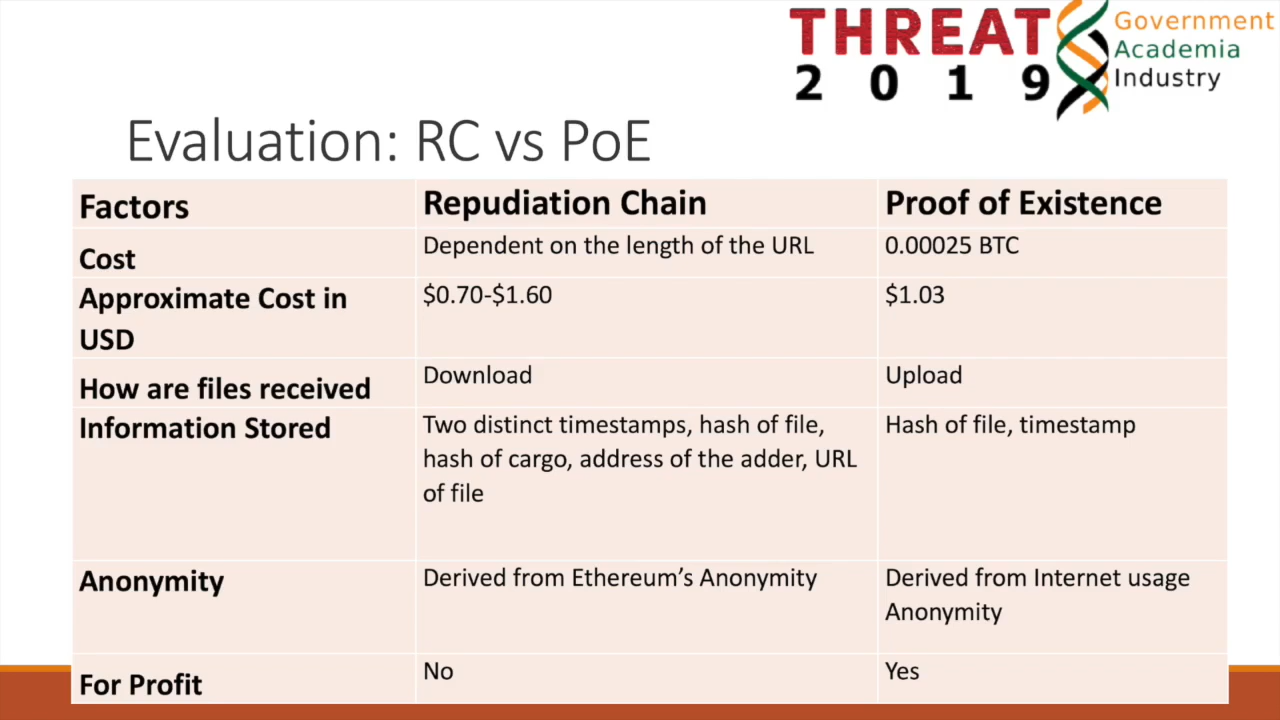 THREAT
2 0 1 9
Government
Academia
Industry
Evaluation: RC vs PoE
Factors
Repudiation Chain
Proof of Existence
Cost
Dependent on the length of the URL
0.00025 BTC
Approximate Cost in
USD
$0.70-$1.60
$1.03
How are files received
Download
Upload
Information Stored
Two distinct timestamps, hash of file,
hash of cargo, address of the adder, URL
of file
Hash of file, timestamp
Anonymity
Derived from Ethereum’s Anonymity
Derived from Internet usage
Anonymity
For Profit
No
Yes